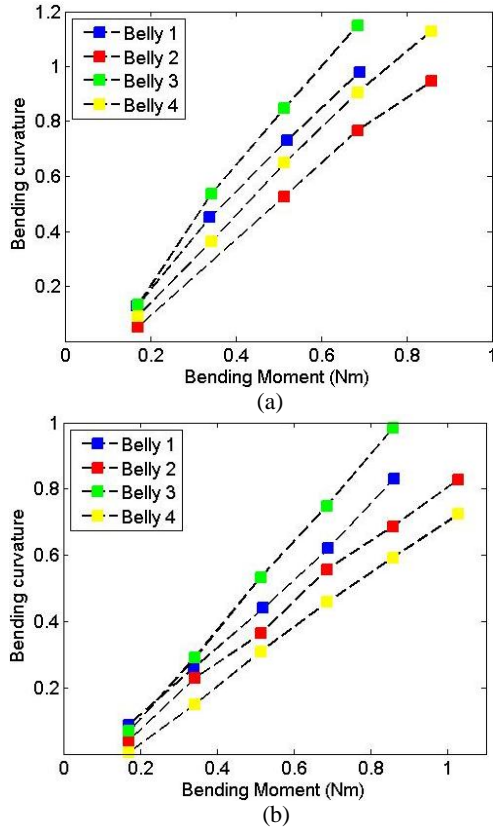 1.2
1
0.8
0.6
0.4
0.2
Bending curvature
Belly 1
Belly 2
Belly 3
Belly 4
0 0.2 0.4 0.6 0.8 1
Bending Moment (Nm)
(a)
1
0.8
0.6
0.4
0.2
Bending curvature
Belly 1
Belly 2
Belly 3
Belly 4
0 0.2 0.4 0.6 0.8 1
Bending Moment (Nm)
(b)